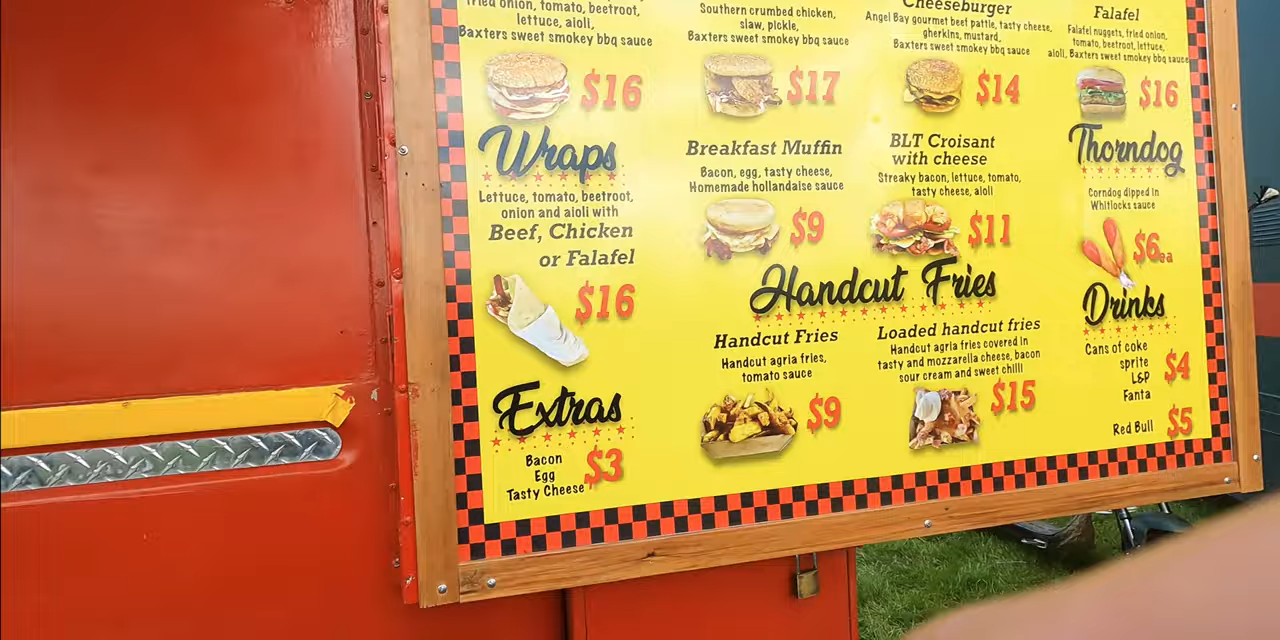 Fried onion, tomato, beetroot,
lettuce, aioli,
Baxters sweet smokey bbq sauce
$16
Southern crumbed chicken,
slaw, pickle,
Baxters sweet smokey bbq sauce
$17
Cheeseburger
Angel Bay gourmet beef pattie, tasty cheese,
gherkins, mustard,
Baxters sweet smokey bbq sauce
$14
Falafel
Falafel nuggets, fried onion,
tomato, beetroot, lettuce,
aioli, Baxters sweet smokey bbq sauce
$16
Wraps
Lettuce, tomato, beetroot,
onion and aioli with
Beef, Chicken
or Falafel
$16
Breakfast Muffin
Bacon, egg, tasty cheese,
Homemade hollandaise sauce
$9
BLT Croisant
with cheese
Streaky bacon, lettuce, tomato,
tasty cheese, aioli
$11
Thorndog
Corndog dipped in
Whitlocks sauce
$6ea
Handcut Fries
Handcut Fries
Handcut agria fries,
tomato sauce
$9
Loaded handcut fries
Handcut agria fries covered in
tasty and mozzarella cheese, bacon
sour cream and sweet chilli
$15
Drinks
Cans of coke
sprite
L&P
Fanta
$4
Red Bull $5
Extras
Bacon
Egg
Tasty Cheese
$3